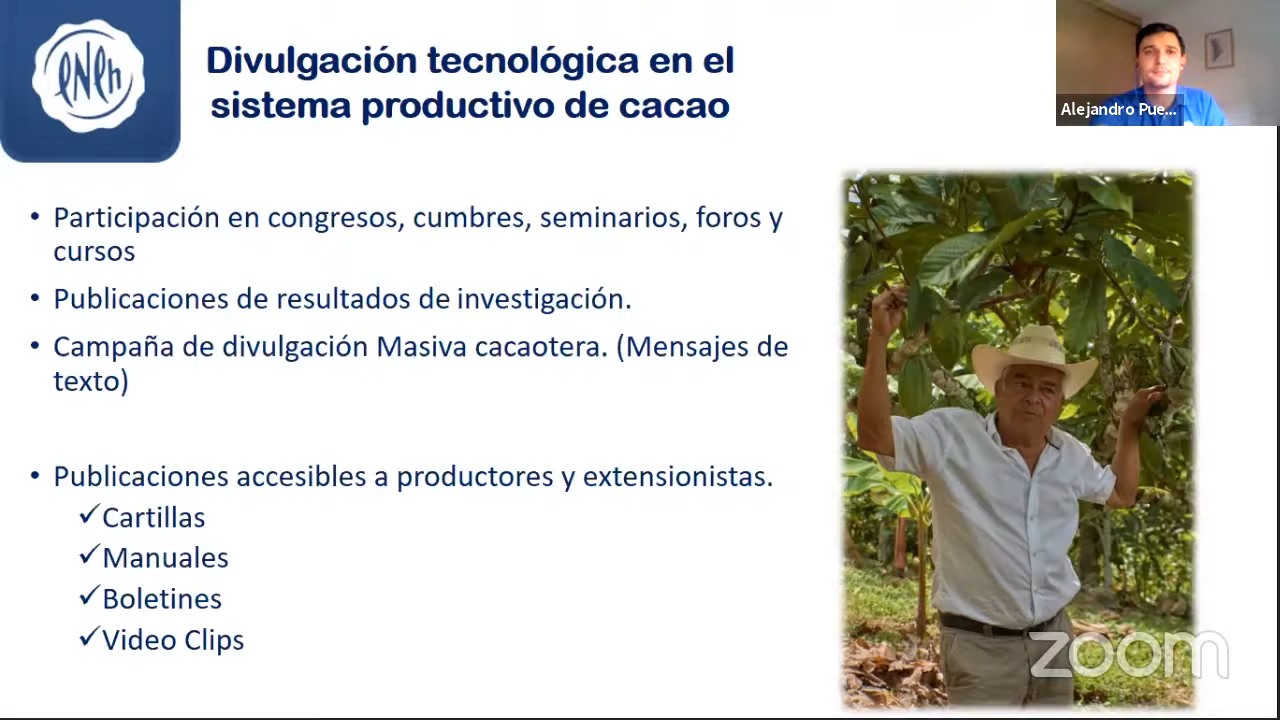 Divulgación tecnológica en el
sistema productivo de cacao
Alejandro Pue...
• Participación en congresos, cumbres, seminarios, foros y
cursos
• Publicaciones de resultados de investigación.
• Campaña de divulgación Masiva cacaotera. (Mensajes de
texto)
• Publicaciones accesibles a productores y extensionistas.
✓Cartillas
✓Manuales
✓Boletines
✓Video Clips
zoom